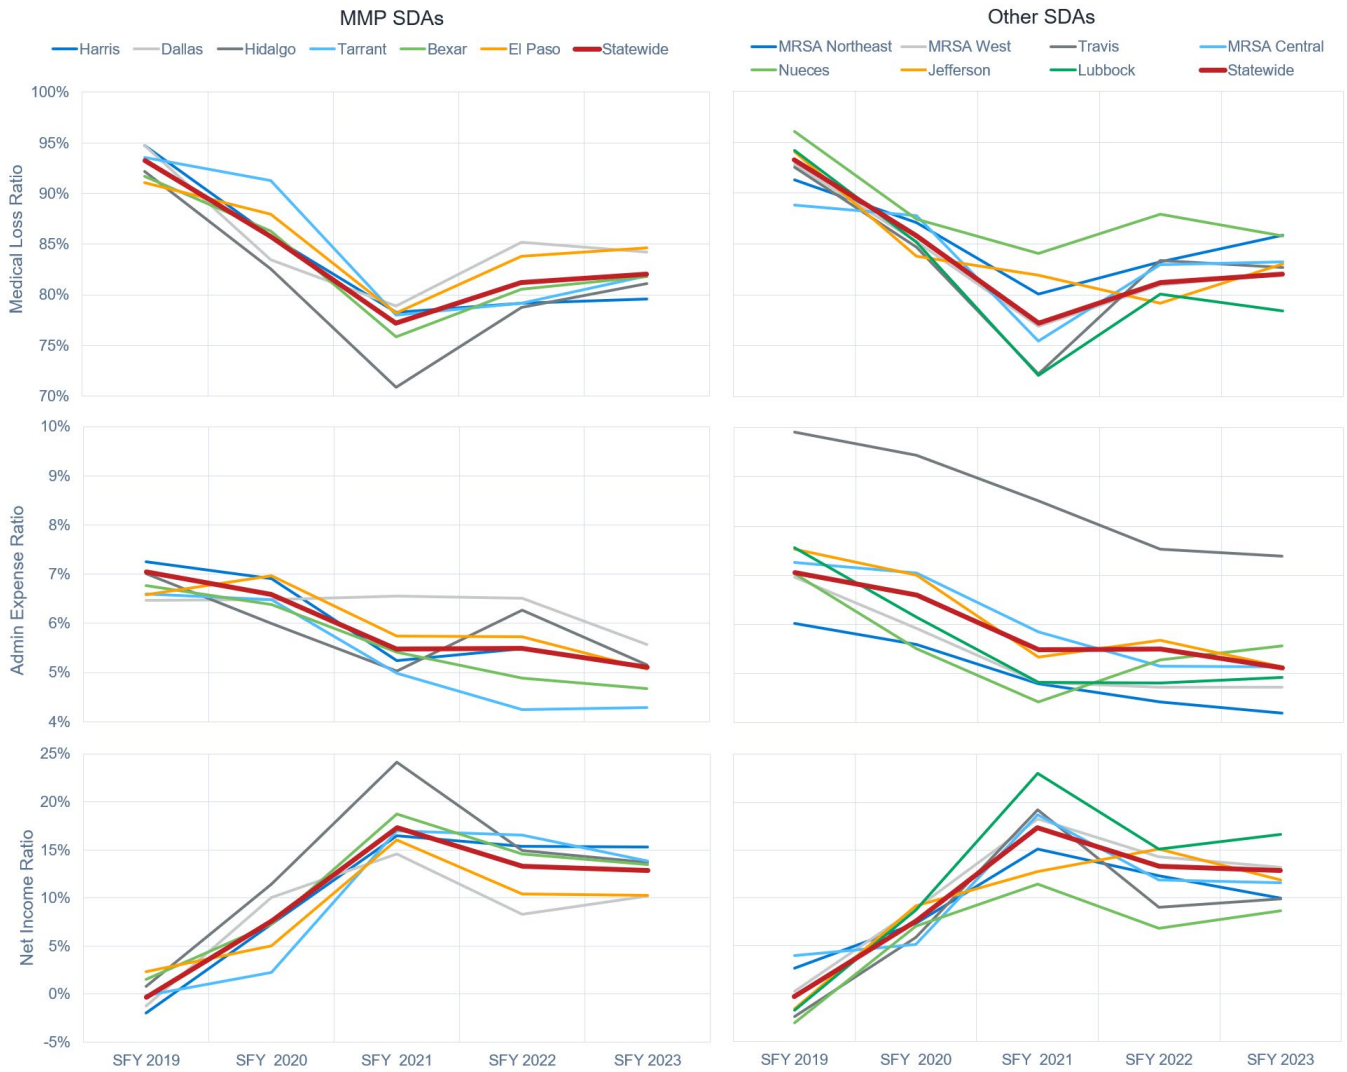 MMP SDAs
Harris Dallas Hidalgo Tarrant Bexar El Paso Statewide
Other SDAs
MRSA Northeast MRSA West Travis MRSA Central
Nueces Jefferson Lubbock Statewide
Medical Loss Ratio
100%
95%
90%
85%
80%
75%
70%
Admin Expense Ratio
10%
9%
8%
7%
6%
5%
4%
Net Income Ratio
25%
20%
15%
10%
5%
0%
-5%
SFY 2019 SFY 2020 SFY 2021 SFY 2022 SFY 2023
SFY 2019 SFY 2020 SFY 2021 SFY 2022 SFY 2023